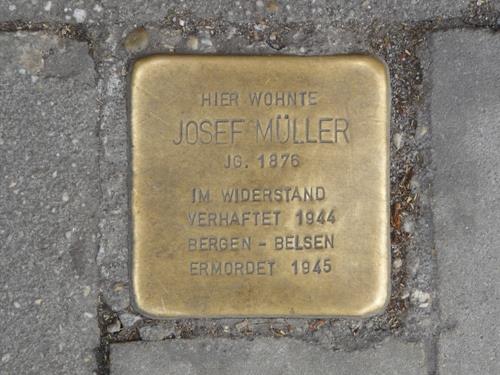 HIER WOHNTE
JOSEF MÜLLER
JG. 1876
IM WIDERSTAND
VERHAFTET 1944
BERGEN - BELSEN
ERMORDET 1945